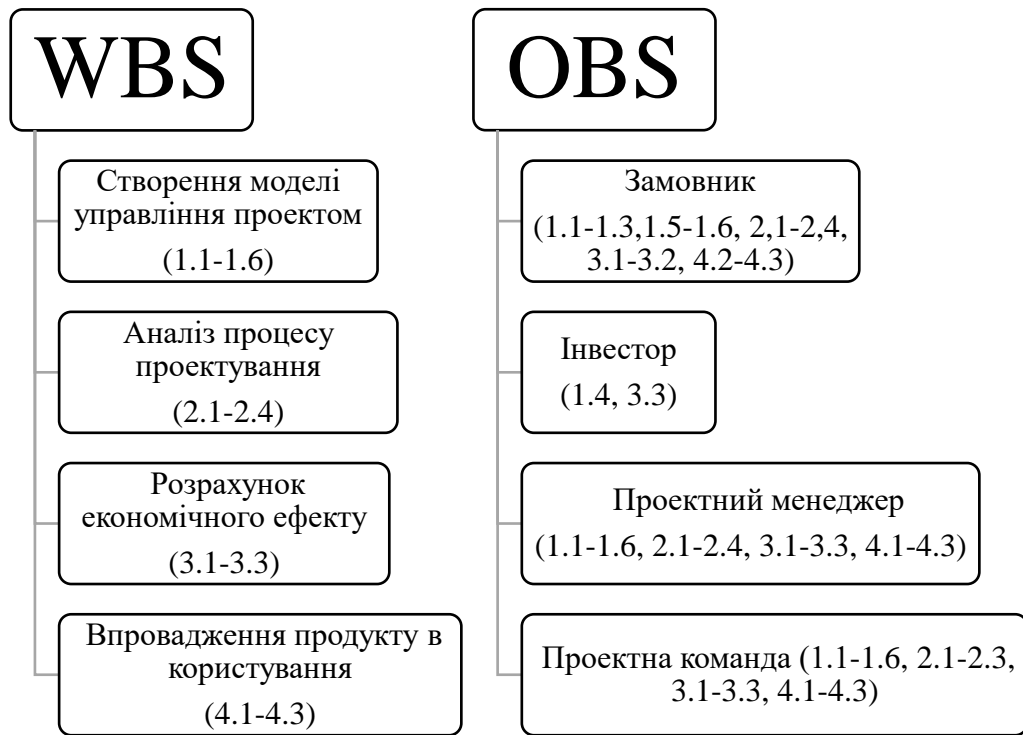 WBS
Створення моделі
управління проектом
(1.1-1.6)
Аналіз процесу
проектування
(2.1-2.4)
Розрахунок
економічного ефекту
(3.1-3.3)
Впровадження продукту в
користування
(4.1-4.3)
OBS
Замовник
(1.1-1.3,1.5-1.6, 2,1-2,4,
3.1-3.2, 4.2-4.3)
Інвестор
(1.4, 3.3)
Проектний менеджер
(1.1-1.6, 2.1-2.4, 3.1-3.3, 4.1-4.3)
Проектна команда (1.1-1.6, 2.1-2.3,
3.1-3.3, 4.1-4.3)